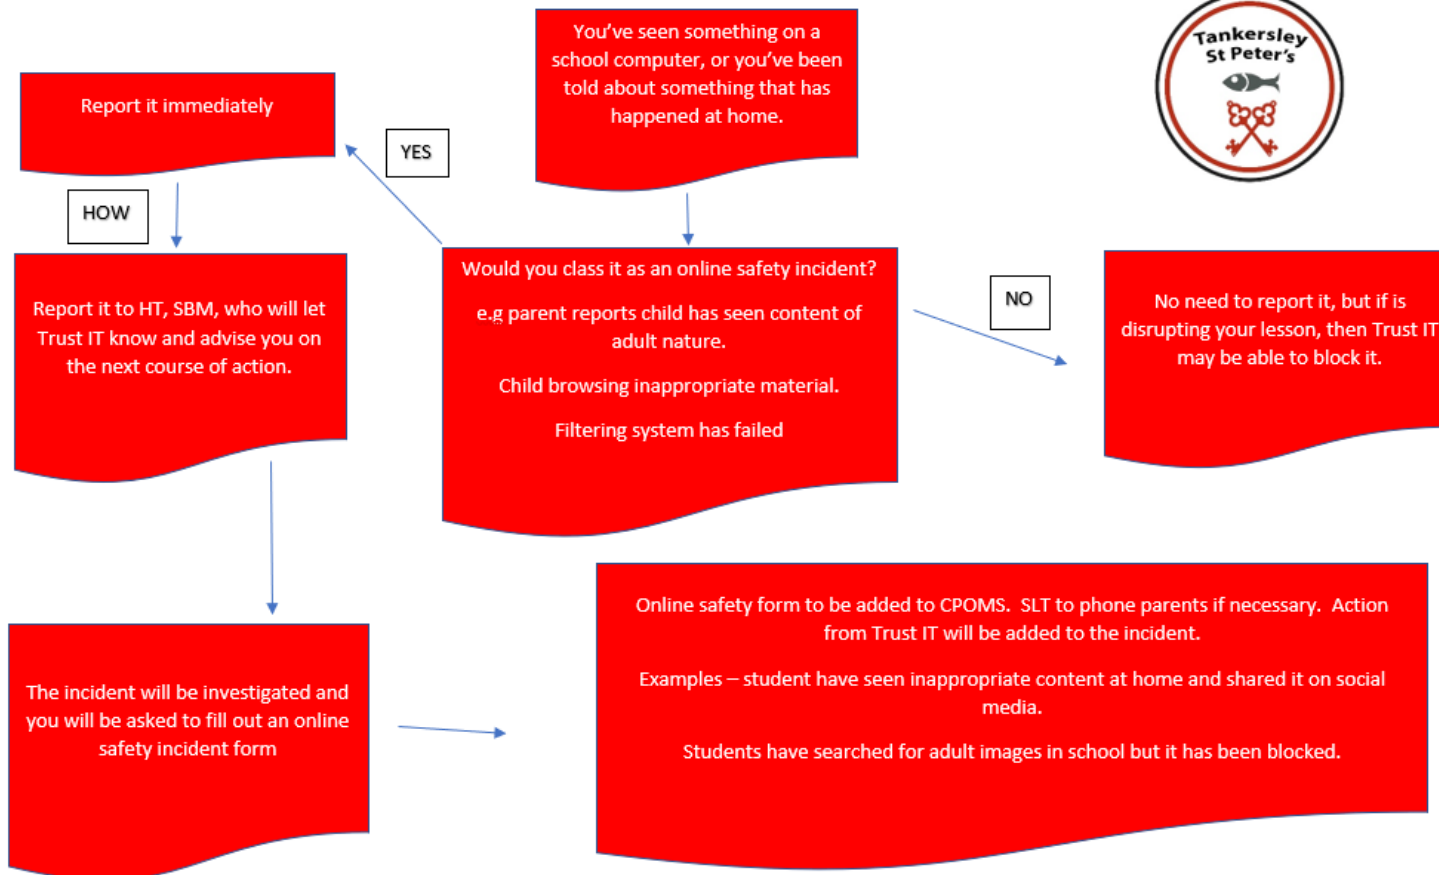 You've seen something on a
school computer, or you've been
told about something that has
happened at home.
Tankersley
St Peter's
Report it immediately
YES
HOW
Would you class it as an online safety incident?
e.g parent reports child has seen content of
adult nature.
Child browsing inappropriate material.
Filtering system has failed
NO
No need to report it, but if is
disrupting your lesson, then Trust IT
may be able to block it.
Report it to HT, SBM, who will let
Trust IT know and advise you on
the next course of action.
The incident will be investigated and
you will be asked to fill out an online
safety incident form
Online safety form to be added to CPOMS. SLT to phone parents if necessary. Action
from Trust IT will be added to the incident.
Examples – student have seen inappropriate content at home and shared it on social
media.
Students have searched for adult images in school but it has been blocked.